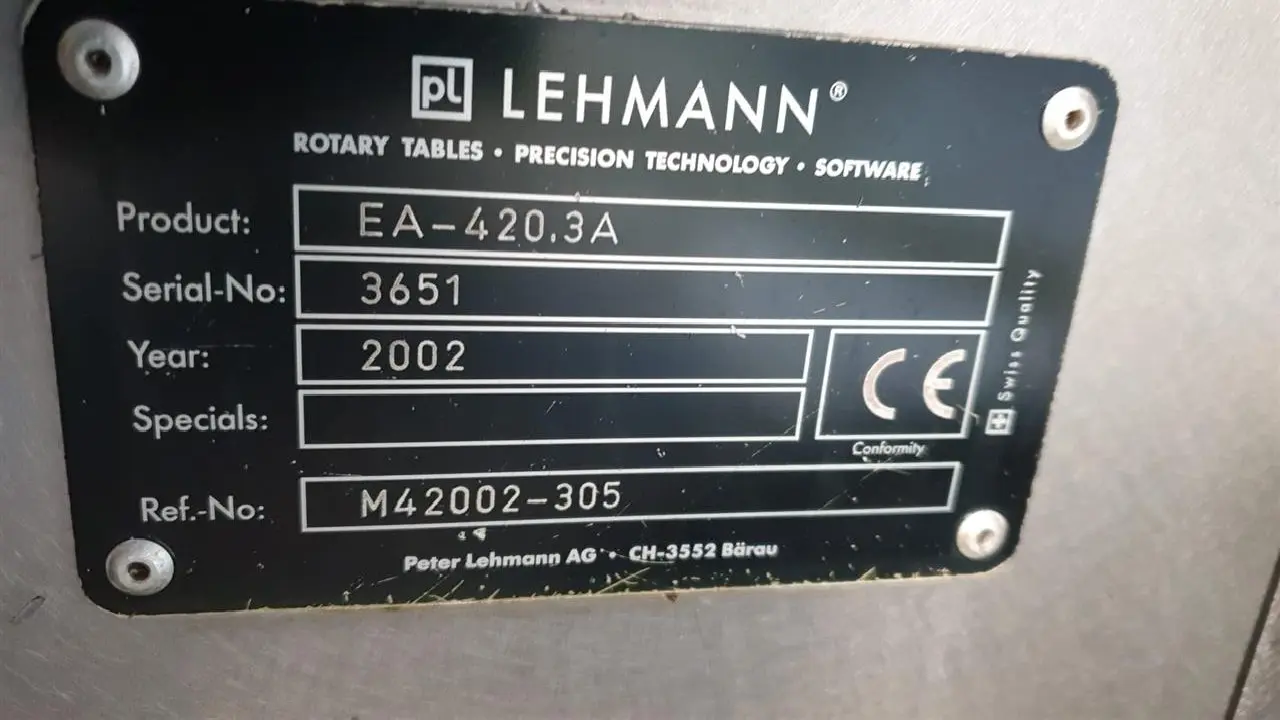 pl LEHMANN®
ROTARY TABLES • PRECISION TECHNOLOGY • SOFTWARE
Product: EA-420.3A
Serial-No: 3651
Year: 2002
Specials:
CE
Conformity
Swiss Quality
Ref.-No: M42002-305
Peter Lehmann AG • CH-3552 Bärau